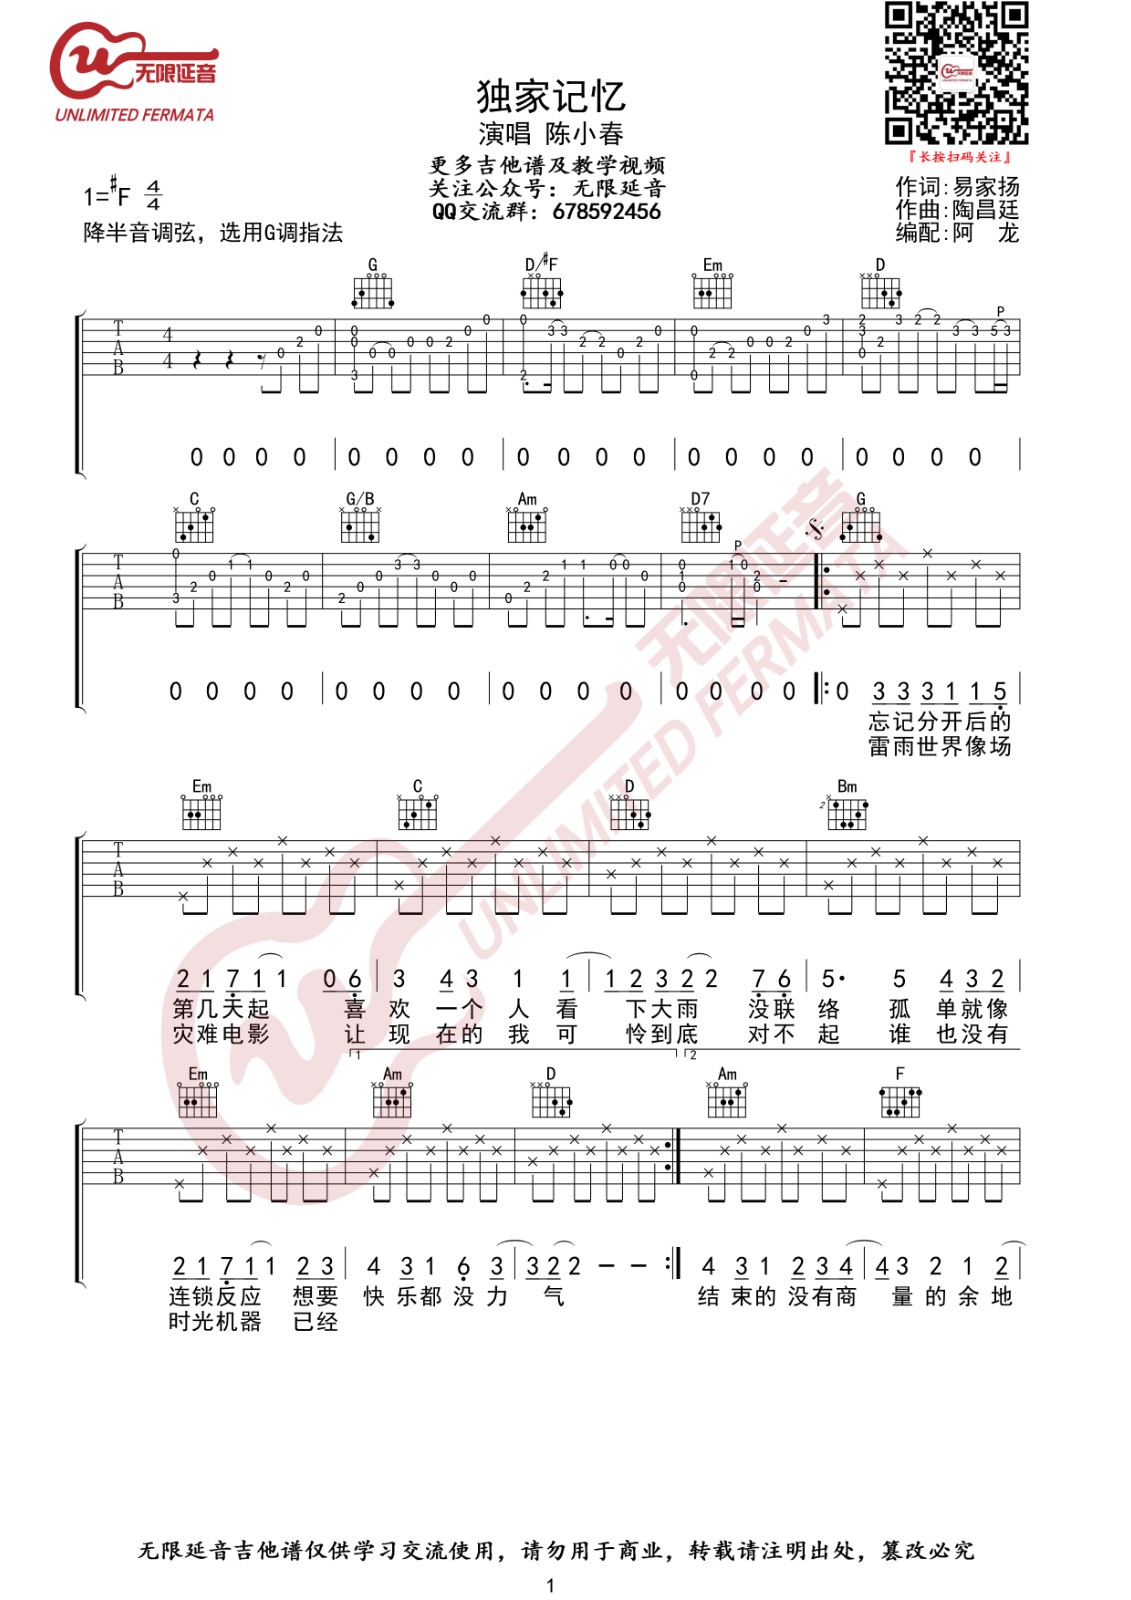 无限延音
UNLIMITED FERMATA
独家记忆
演唱 陈小春
更多吉他谱及教学视频
关注公众号：无限延音
QQ交流群：678592456
『长按扫码关注』
1=#F 4/4
降半音调弦，选用G调指法
作词:易家扬
作曲:陶昌廷
编配:阿 龙
G D/#F Em D
P
0 0 0 0 0 0 0 0 0 0 0 0 0 0 0 0 0 0 0 0
C G/B Am D7 G
P
0 0 0 0 0 0 0 0 0 0 0 0 0 0 0 0 0 3 3 3 1 1 5
忘记分开后的
雷雨世界像场
Em C D Bm
2 1 7 1 1 0 6 3 4 3 1 1 1 2 3 2 2 7 6 5· 5 4 3 2
第几天起 喜 欢 一个 人 看 下大雨 没联 络 孤 单就像
灾难电影 让 现 在的 我 可 怜到底 对不 起 谁 也没有
1 2
Em Am D Am F
2 1 7 1 1 2 3 4 3 1 6 3 3 2 2 - - 4 3 1 2 3 4 4 3 2 1 2
连锁反应 想要 快 乐都 没 力 气 结 束的 没有商 量 的 余 地
时光机器 已经
无限延音
UNLIMITED FERMATA
无限延音吉他谱仅供学习交流使用，请勿用于商业，转载请注明出处，篡改必究
1